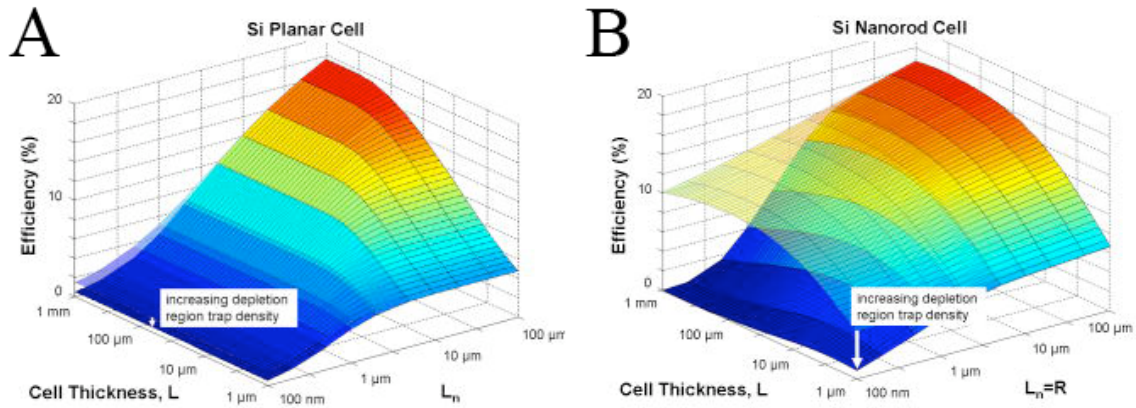 A
Si Planar Cell
20
10
0
Efficiency (%)
1 mm
100 µm
10 µm
1 µm
Cell Thickness, L
increasing depletion
region trap density
100 nm
1 µm
10 µm
100 µm
Ln
B
Si Nanorod Cell
20
10
0
Efficiency (%)
1 mm
100 µm
10 µm
1 µm
Cell Thickness, L
increasing depletion
region trap density
100 nm
1 µm
10 µm
100 µm
Ln=R